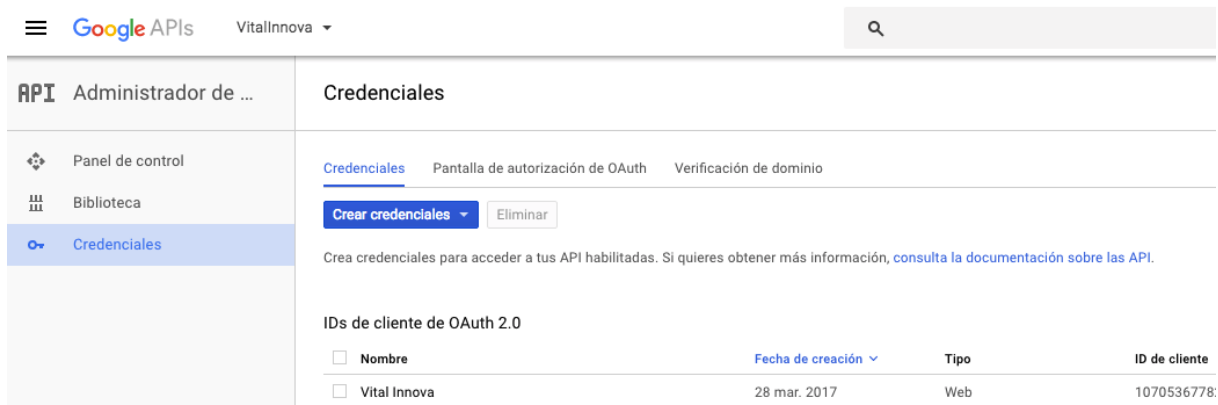 Google APIs VitalInnova
API Administrador de ...
Credenciales
Panel de control
Biblioteca
Credenciales
Credenciales Pantalla de autorización de OAuth Verificación de dominio
Crear credenciales Eliminar
Crea credenciales para acceder a tus API habilitadas. Si quieres obtener más información, consulta la documentación sobre las API.
IDs de cliente de OAuth 2.0
Nombre Fecha de creación Tipo ID de cliente
Vital Innova 28 mar. 2017 Web